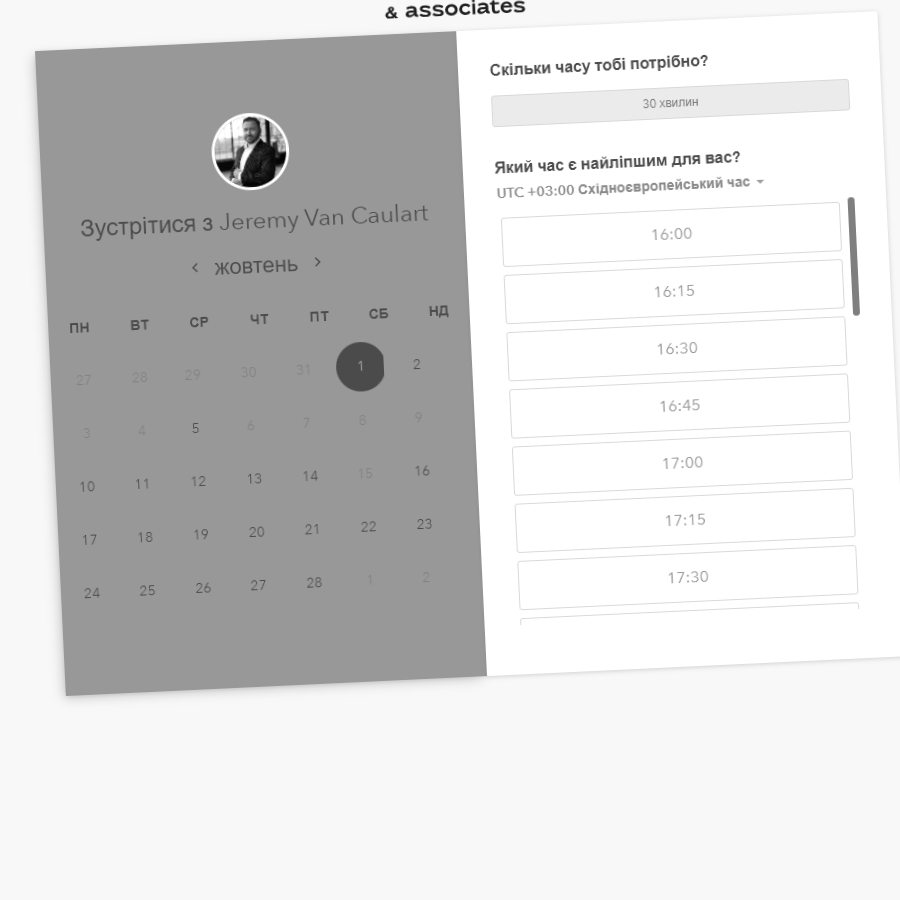 & associates
Зустрітися з Jeremy Van Caulart
жовтень
ПН ВТ СР ЧТ ПТ СБ НД
27 28 29 30 31 1 2
3 4 5 6 7 8 9
10 11 12 13 14 15 16
17 18 19 20 21 22 23
24 25 26 27 28 1 2
Скільки часу тобі потрібно?
30 хвилин
Який час є найліпшим для вас?
UTC +03:00 Східноєвропейський час
16:00
16:15
16:30
16:45
17:00
17:15
17:30